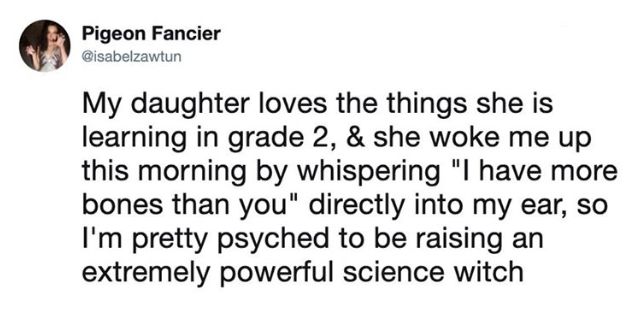 Pigeon Fancier
@isabelzawtun
My daughter loves the things she is
learning in grade 2, & she woke me up
this morning by whispering "I have more
bones than you" directly into my ear, so
I'm pretty psyched to be raising an
extremely powerful science witch